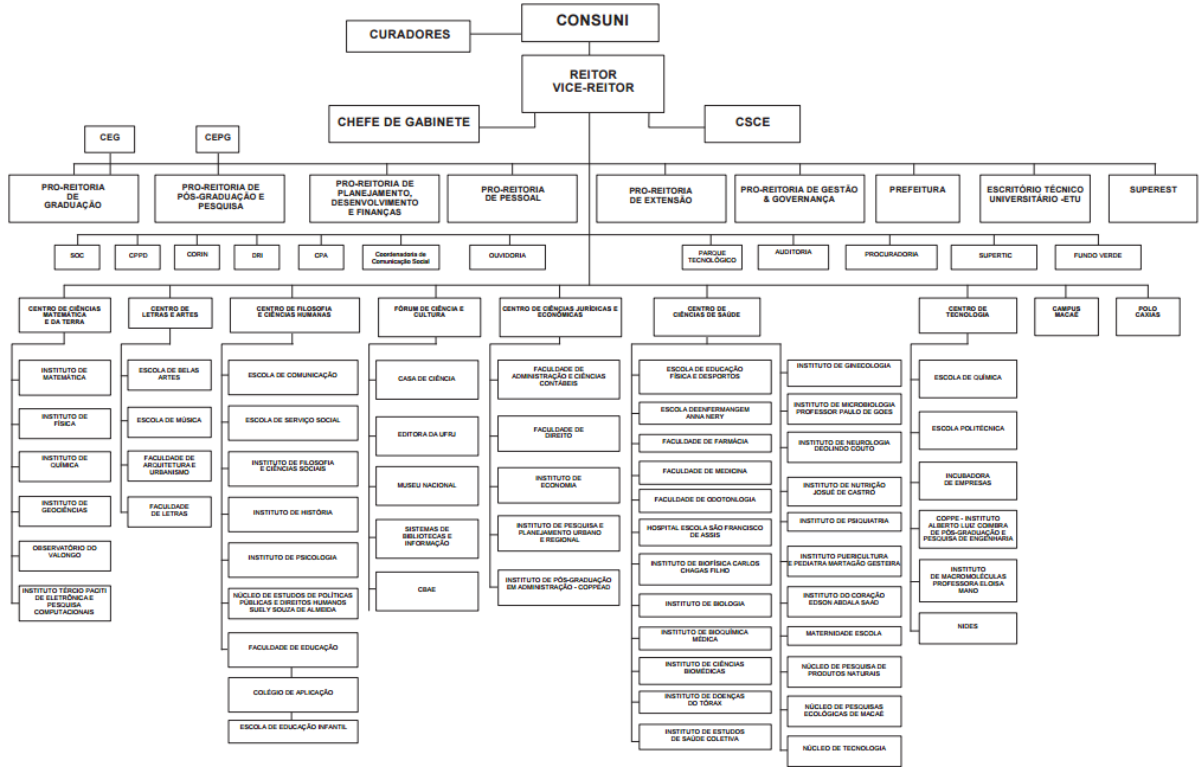 CONSUNI
CURADORES
REITOR
VICE-REITOR
CHEFE DE GABINETE
CSCE
CEG
CEPG
PRO-REITORIA
DE
GRADUAÇÃO
PRO-REITORIA DE
PÓS-GRADUAÇÃO E
PESQUISA
PRO-REITORIA DE
PLANEJAMENTO,
DESENVOLVIMENTO
E FINANÇAS
PRO-REITORIA
DE PESSOAL
PRO-REITORIA
DE EXTENSÃO
PRO-REITORIA DE GESTÃO
& GOVERNANÇA
PREFEITURA
ESCRITÓRIO TÉCNICO
UNIVERSITÁRIO -ETU
SUPEREST
SOC
CPPD
CORIN
DRI
CPA
Coordenadoria de
Comunicação Social
OUVIDORIA
PARQUE
TECNOLÓGICO
AUDITORIA
PROCURADORIA
SUPERTIC
FUNDO VERDE
CENTRO DE CIÊNCIAS
MATEMÁTICA
E DA TERRA
INSTITUTO DE
MATEMÁTICA
INSTITUTO DE
FÍSICA
INSTITUTO DE
QUÍMICA
INSTITUTO DE
GEOCIÊNCIAS
OBSERVATÓRIO DO
VALONGO
INSTITUTO TÉRCIO PACITI
DE ELETRÔNICA E
PESQUISA
COMPUTACIONAIS
CENTRO DE
LETRAS E ARTES
ESCOLA DE BELAS
ARTES
ESCOLA DE MÚSICA
FACULDADE DE
ARQUITETURA E
URBANISMO
FACULDADE
DE LETRAS
CENTRO DE FILOSOFIA
E CIÊNCIAS HUMANAS
ESCOLA DE COMUNICAÇÃO
ESCOLA DE SERVIÇO SOCIAL
INSTITUTO DE FILOSOFIA
E CIÊNCIAS SOCIAIS
INSTITUTO DE HISTÓRIA
INSTITUTO DE PSICOLOGIA
NÚCLEO DE ESTUDOS DE POLÍTICAS
PÚBLICAS E DIREITOS HUMANOS
SUELY SOUZA DE ALMEIDA
FACULDADE DE EDUCAÇÃO
COLÉGIO DE APLICAÇÃO
ESCOLA DE EDUCAÇÃO INFANTIL
FÓRUM DE CIÊNCIA E
CULTURA
CASA DE CIÊNCIA
EDITORA DA UFRJ
MUSEU NACIONAL
SISTEMAS DE
BIBLIOTECAS E
INFORMAÇÃO
CBAE
CENTRO DE CIÊNCIAS JURÍDICAS E
ECONÔMICAS
FACULDADE DE
ADMINISTRAÇÃO E CIÊNCIAS
CONTÁBEIS
FACULDADE DE
DIREITO
INSTITUTO DE
ECONOMIA
INSTITUTO DE PESQUISA E
PLANEJAMENTO URBANO
E REGIONAL
INSTITUTO DE PÓS-GRADUAÇÃO
EM ADMINISTRAÇÃO - COPPEAD
CENTRO DE
CIÊNCIAS DE SAÚDE
ESCOLA DE EDUCAÇÃO
FÍSICA E DESPORTOS
ESCOLA DEENFERMANGEM
ANNA NERY
FACULDADE DE FARMÁCIA
FACULDADE DE MEDICINA
FACULDADE DE ODOTONLOGIA
HOSPITAL ESCOLA SÃO FRANCISCO
DE ASSIS
INSTITUTO DE BIOFÍSICA CARLOS
CHAGAS FILHO
INSTITUTO DE BIOLOGIA
INSTITUTO DE BIOQUÍMICA
MÉDICA
INSTITUTO DE CIÊNCIAS
BIOMÉDICAS
INSTITUTO DE DOENÇAS
DO TÓRAX
INSTITUTO DE ESTUDOS
DE SAÚDE COLETIVA
INSTITUTO DE GINECOLOGIA
INSTITUTO DE MICROBIOLOGIA
PROFESSOR PAULO DE GOES
INSTITUTO DE NEUROLOGIA
DEOLINDO COUTO
INSTITUTO DE NUTRIÇÃO
JOSUÉ DE CASTRO
INSTITUTO DE PSIQUIATRIA
INSTITUTO PUERICULTURA
E PEDIATRA MARTAGÃO GESTEIRA
INSTITUTO DO CORAÇÃO
EDSON ABDALA SAAD
MATERNIDADE ESCOLA
NÚCLEO DE PESQUISA DE
PRODUTOS NATURAIS
NÚCLEO DE PESQUISAS
ECOLÓGICAS DE MACAÉ
NÚCLEO DE TECNOLOGIA
CENTRO DE
TECNOLOGIA
ESCOLA DE QUÍMICA
ESCOLA POLITÉCNICA
INCUBADORA
DE EMPRESAS
COPPE - INSTITUTO
ALBERTO LUIZ COIMBRA
DE PÓS-GRADUAÇÃO E
PESQUISA DE ENGENHARIA
INSTITUTO
DE MACROMOLÉCULAS
PROFESSORA ELOISA
MANO
NIDES
CAMPUS
MACAÉ
POLO
CAXIAS